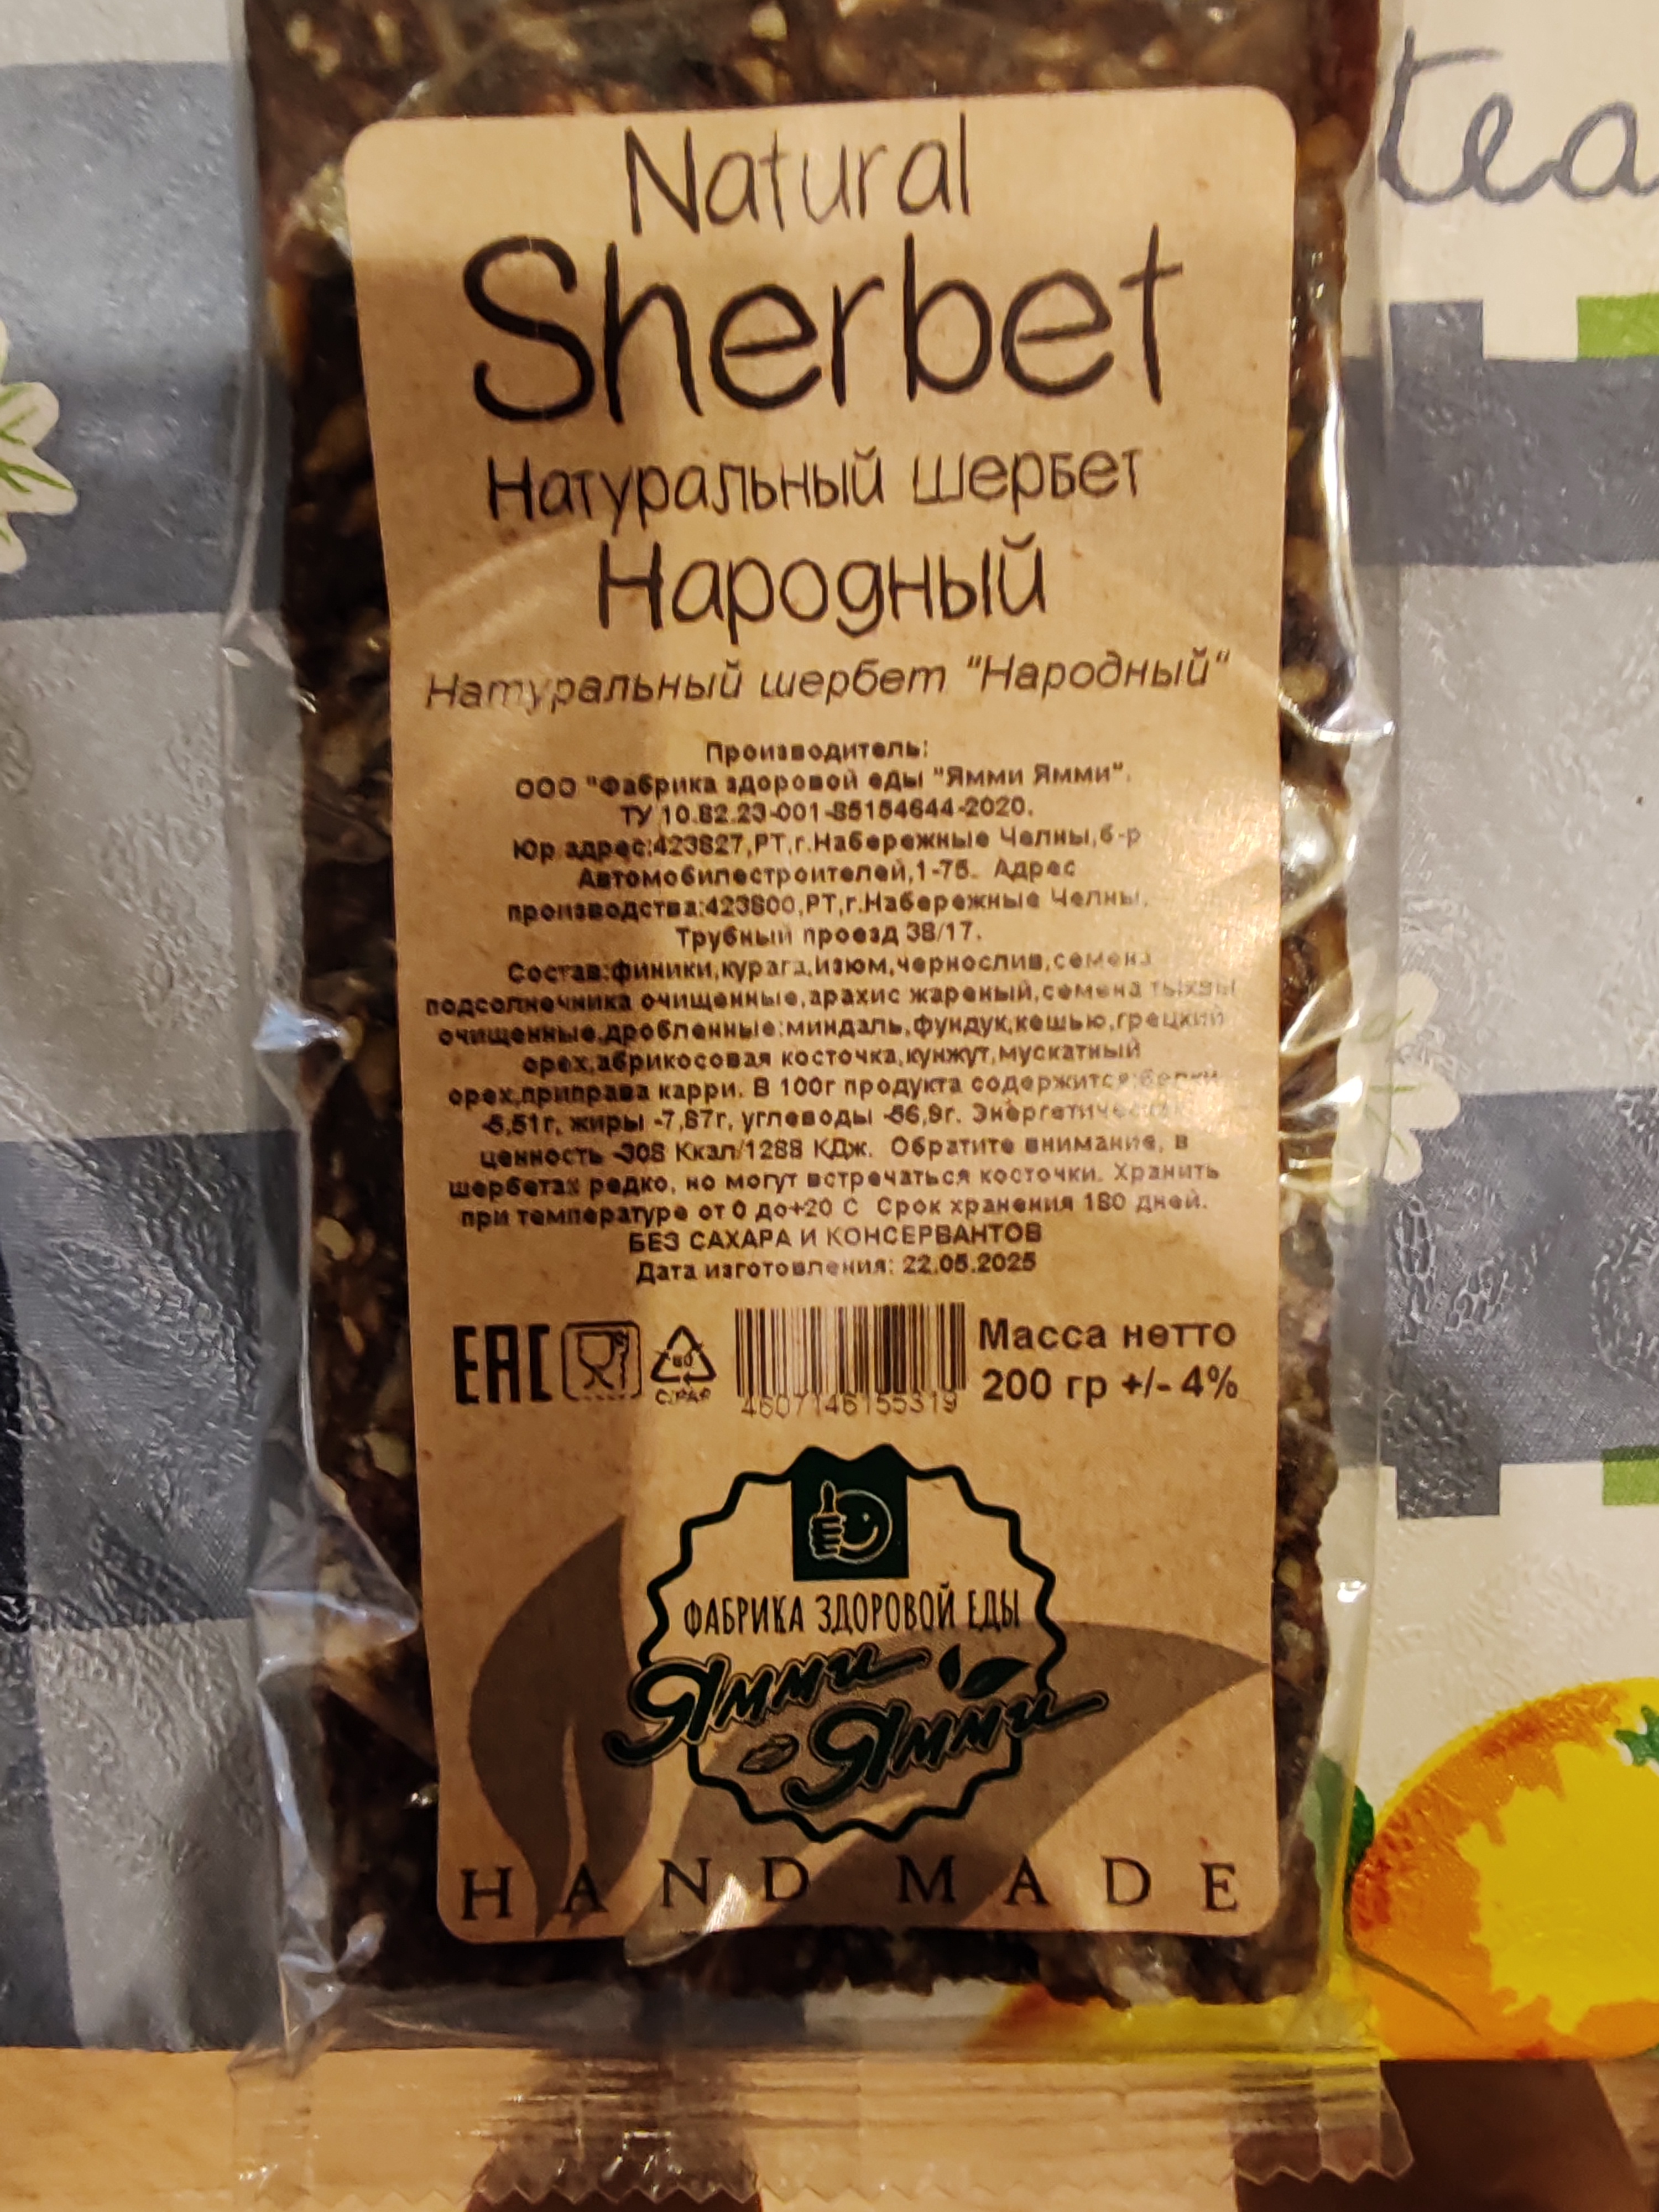 tea
Natural
Sherbet
Натуральный шербет
Народный
Натуральный шербет "Народный"
Производитель:
ООО "Фабрика здоровой еды "Ямми Ямми".
ТУ 10.82.23-001-85154644-2020.
Юр адрес:423827,РТ,г.Набережные Челны,б-р
Автомобилестроителей,1-75. Адрес
производства:423800,РТ,г.Набережные Челны,
Трубный проезд 38/17.
Состав:финики,курага,изюм,чернослив,семена
подсолнечника очищенные,арахис жареный,семена тыквы
очищенные,дробленные:миндаль,фундук,кешью,грецкий
орех,абрикосовая косточка,кунжут,мускатный
орех,приправа карри. В 100г продукта содержится:белки
-5,51г, жиры -7,87г, углеводы -56,9г. Энергетическая
ценность -308 Ккал/1288 КДж. Обратите внимание, в
шербетах редко, но могут встречаться косточки. Хранить
при температуре от 0 до+20 С Срок хранения 180 дней.
БЕЗ САХАРА И КОНСЕРВАНТОВ
Дата изготовления: 22.05.2025
ЕАС
C/PAP
4607146155319
Масса нетто
200 гр +/- 4%
ФАБРИКА ЗДОРОВОЙ ЕДЫ
Ямми
Ямми
HAND MADE